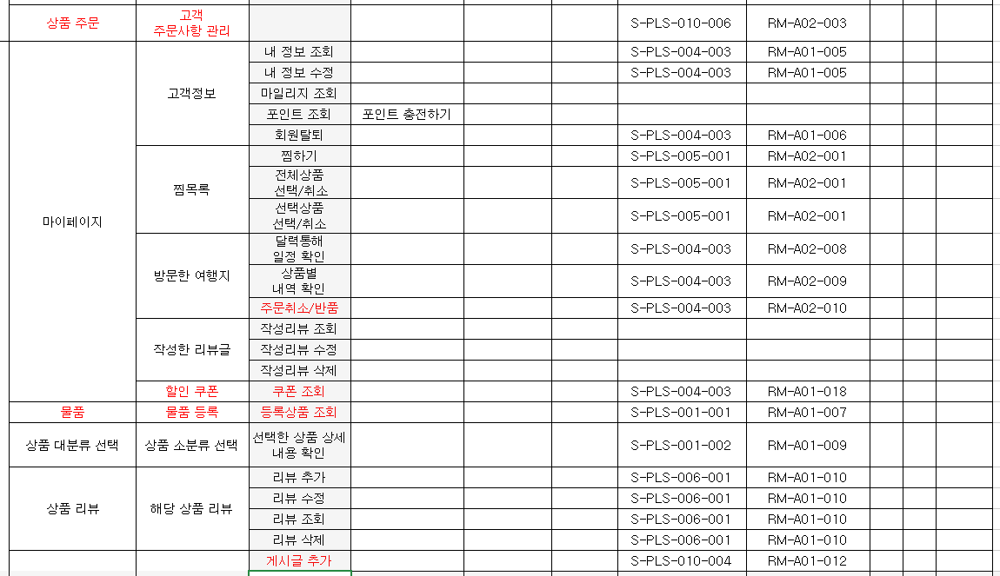 상품 주문
고객
주문사항 관리
S-PLS-010-006
RM-A02-003
마이페이지
고객정보
내 정보 조회
S-PLS-004-003
RM-A01-005
내 정보 수정
S-PLS-004-003
RM-A01-005
마일리지 조회
포인트 조회
포인트 충전하기
회원탈퇴
S-PLS-004-003
RM-A01-006
찜목록
찜하기
S-PLS-005-001
RM-A02-001
전체상품
선택/취소
S-PLS-005-001
RM-A02-001
선택상품
선택/취소
S-PLS-005-001
RM-A02-001
방문한 여행지
달력통해
일정 확인
S-PLS-004-003
RM-A02-008
상품별
내역 확인
S-PLS-004-003
RM-A02-009
주문취소/반품
S-PLS-004-003
RM-A02-010
작성한 리뷰글
작성리뷰 조회
작성리뷰 수정
작성리뷰 삭제
할인 쿠폰
쿠폰 조회
S-PLS-004-003
RM-A01-018
물품
물품 등록
등록상품 조회
S-PLS-001-001
RM-A01-007
상품 대분류 선택
상품 소분류 선택
선택한 상품 상세
내용 확인
S-PLS-001-002
RM-A01-009
상품 리뷰
해당 상품 리뷰
리뷰 추가
S-PLS-006-001
RM-A01-010
리뷰 수정
S-PLS-006-001
RM-A01-010
리뷰 조회
S-PLS-006-001
RM-A01-010
리뷰 삭제
S-PLS-006-001
RM-A01-010
게시글 추가
S-PLS-010-004
RM-A01-012